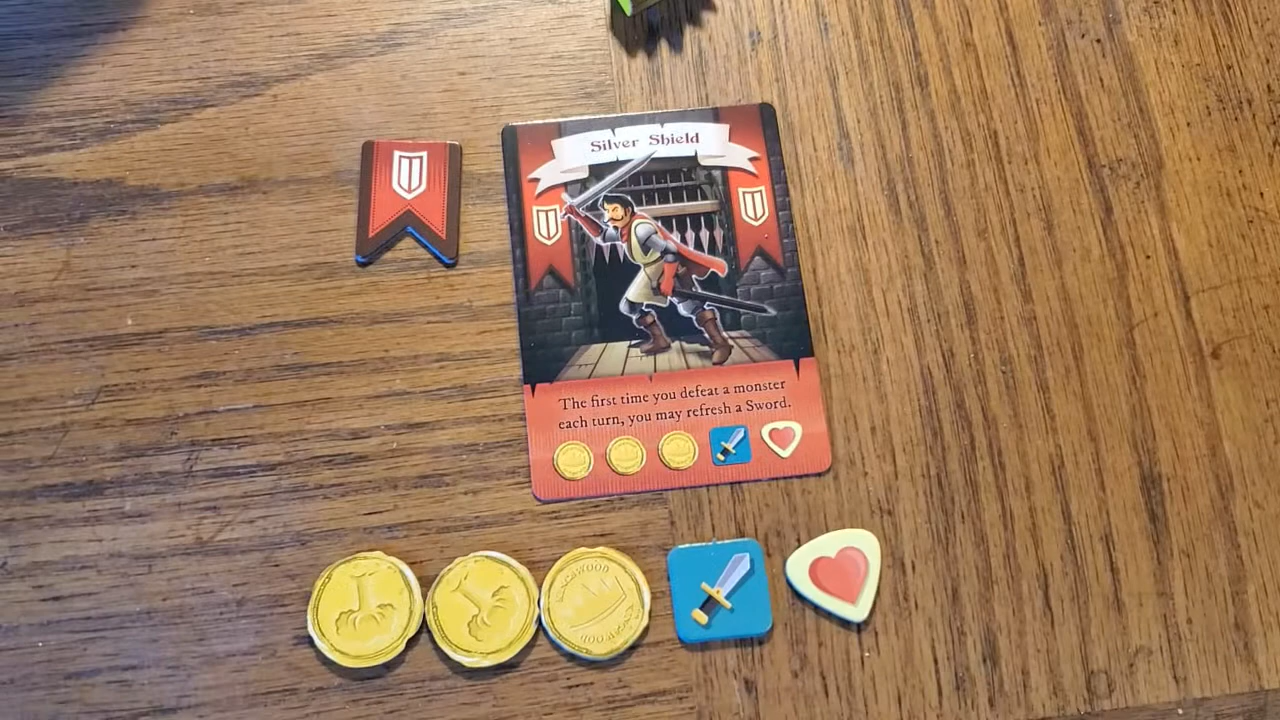 Silver Shield
The first time you defeat a monster
each turn, you may refresh a Sword.